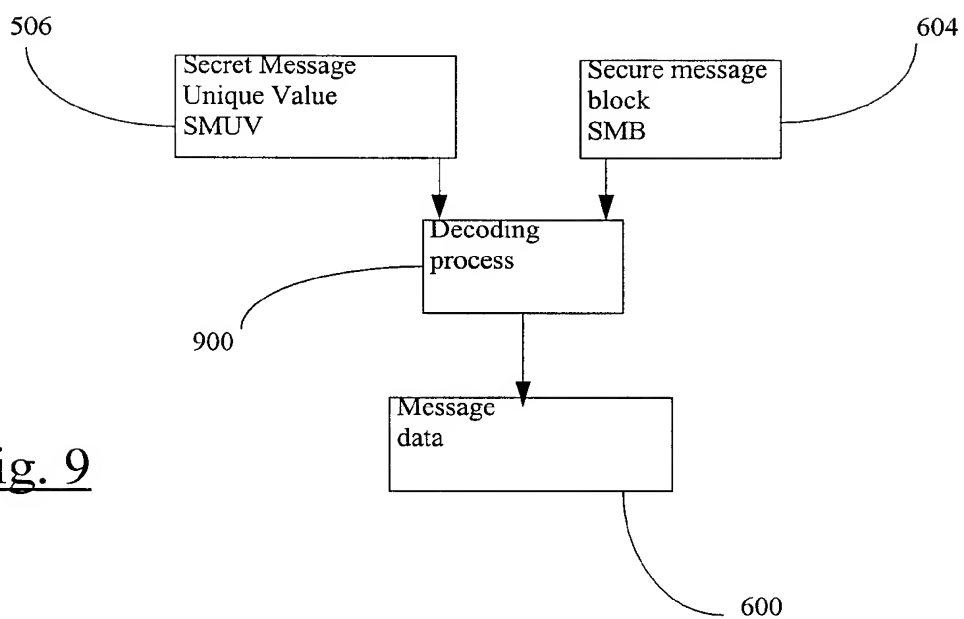 506
604
Secret Message
Unique Value
SMUV
Secure message
block
SMB
Decoding
process
900
Message
data
ig. 9
600